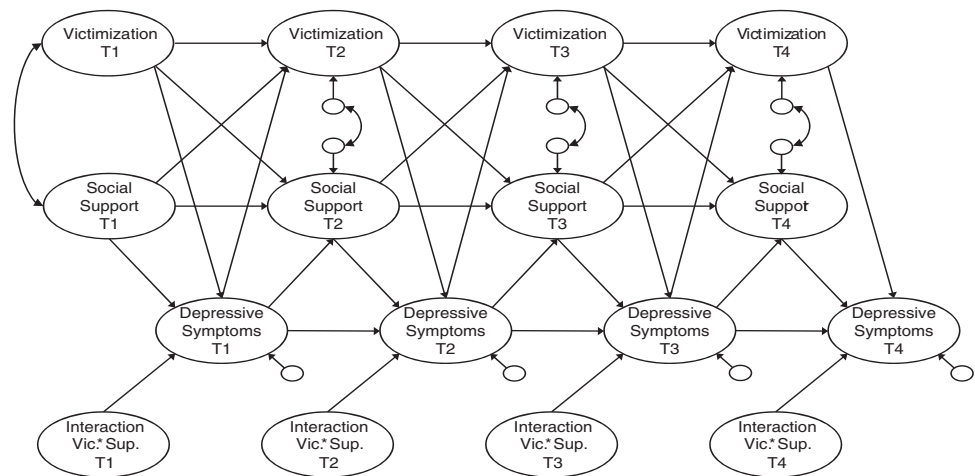 Victimization
T1
Victimization
T2
Victimization
T3
Victimization
T4
Social
Support
T1
Social
Support
T2
Social
Support
T3
Social
Support
T4
Depressive
Symptoms
T1
Depressive
Symptoms
T2
Depressive
Symptoms
T3
Depressive
Symptoms
T4
Interaction
Vic.* Sup.
T1
Interaction
Vic.* Sup.
T2
Interaction
Vic.* Sup.
T3
Interaction
Vic.* Sup.
T4